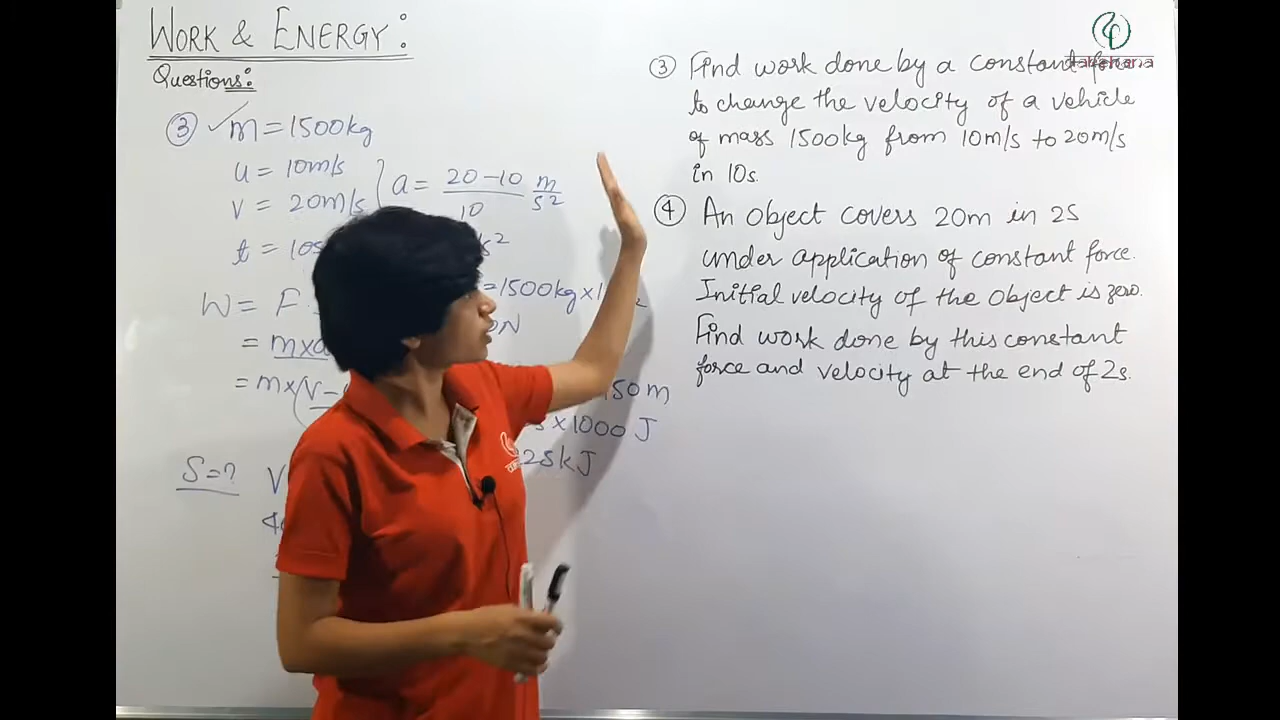 WORK & ENERGY:
Questions:
③ ✓m = 1500kg
u = 10m/s
v = 20m/s
a = 20-10 m
10 s²
t = 10s
s²
W = F.
= 1500kg×1
= m×a
N
= m×(v-
150m
×1000 J
S=?
V
25kJ
③ Find work done by a constant force
to change the velocity of a vehicle
of mass 1500kg from 10m/s to 20m/s
in 10s.
④ An Object covers 20m in 2s
under application of constant force.
Initial velocity of the object is zero.
Find work done by this constant
force and velocity at the end of 2s.